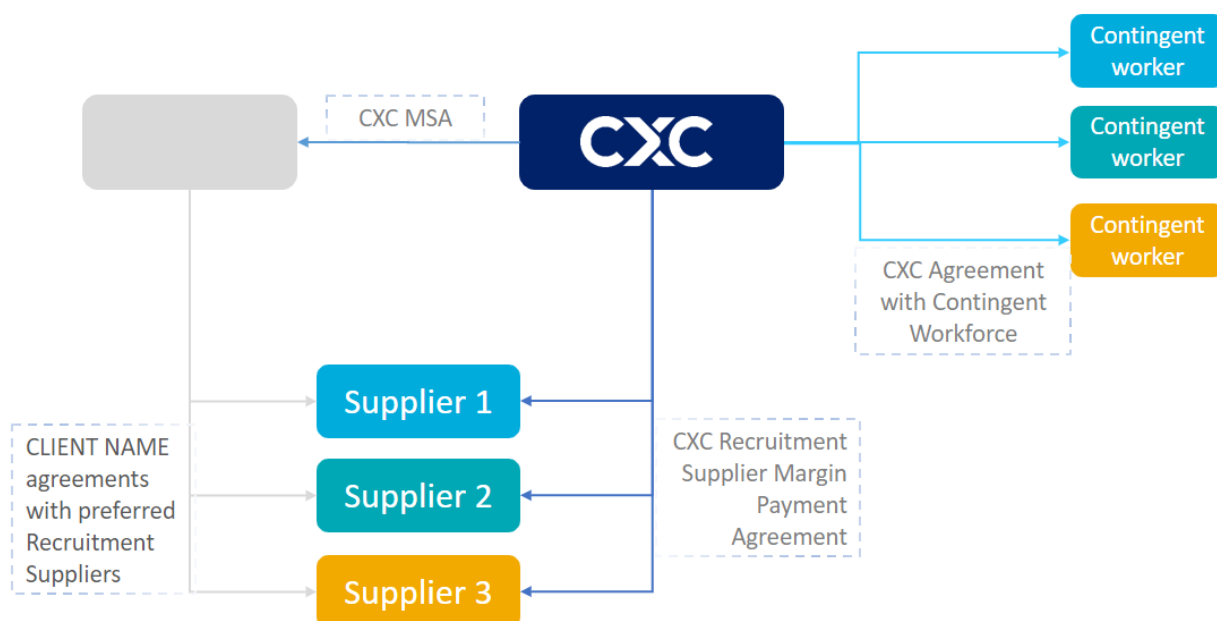 Contingent
worker
CXC MSA
CXC
Contingent
worker
Contingent
worker
CXC Agreement
with Contingent
Workforce
Supplier 1
CLIENT NAME
agreements
with preferred
Recruitment
Suppliers
CXC Recruitment
Supplier Margin
Payment
Agreement
Supplier 2
Supplier 3